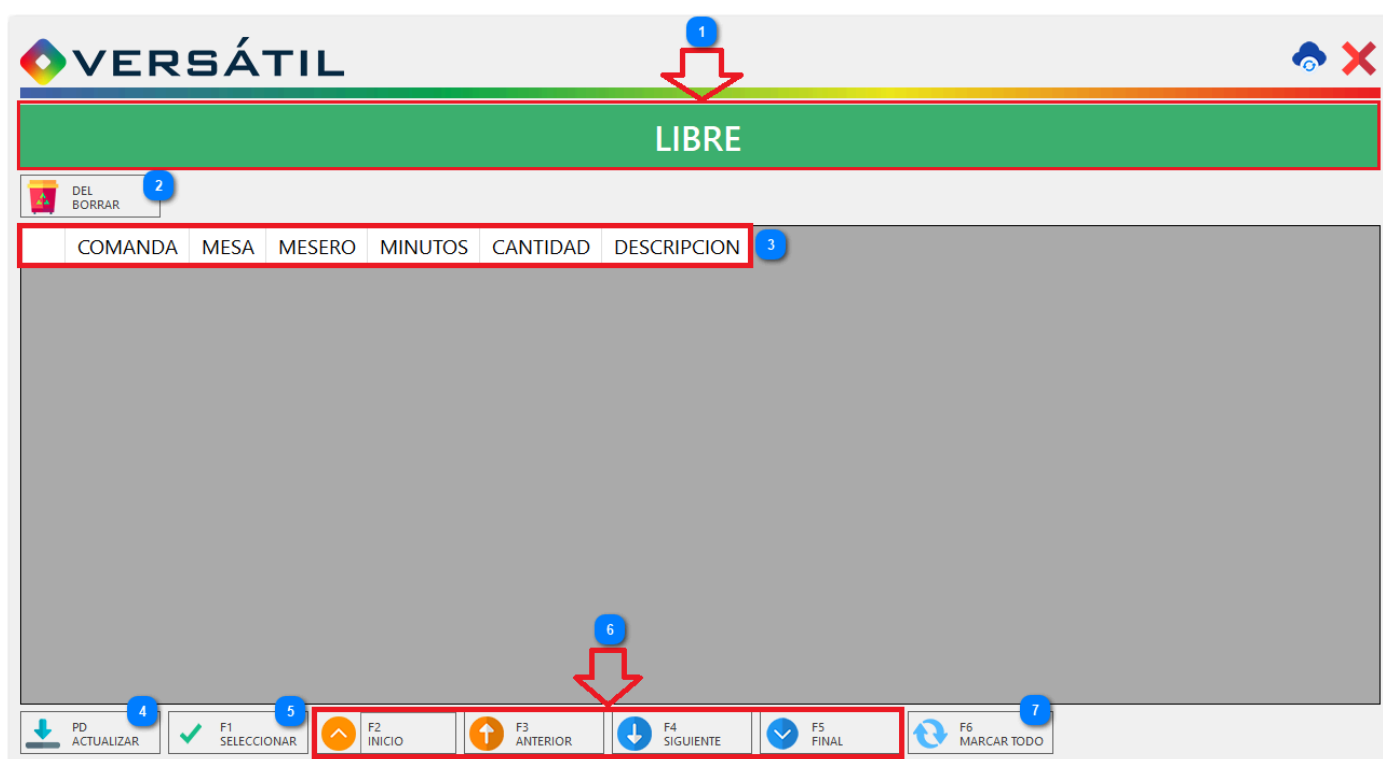 1
VERSÁTIL
LIBRE
DEL
BORRAR
2
COMANDA MESA MESERO MINUTOS CANTIDAD DESCRIPCION
3
6
4
5
7
PD
ACTUALIZAR
F1
SELECCIONAR
F2
INICIO
F3
ANTERIOR
F4
SIGUIENTE
F5
FINAL
F6
MARCAR TODO